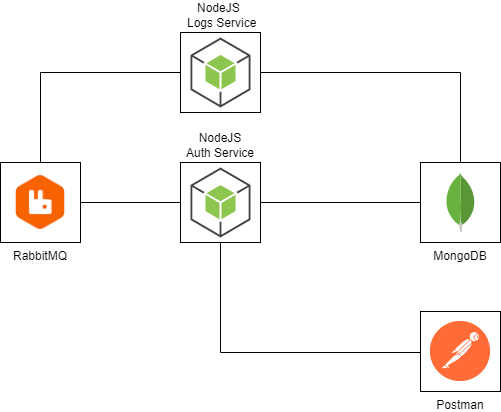 NodeJS
Logs Service
NodeJS
Auth Service
RabbitMQ
MongoDB
Postman